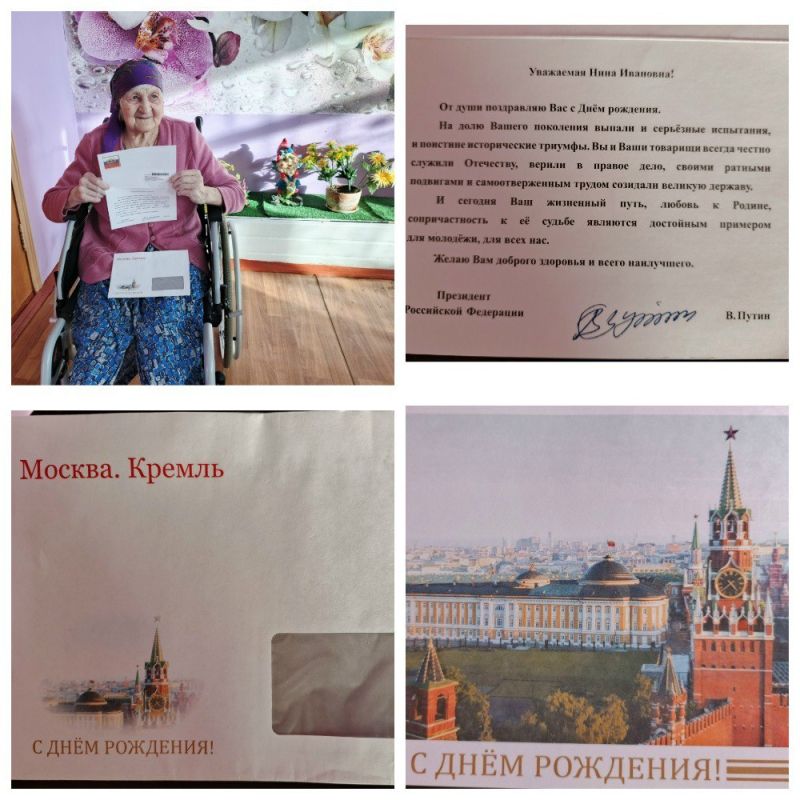 Москва. Кремль
Уважаемая Нина Ивановна!
От души поздравляю Вас с Днём рождения.
На долю Вашего поколения выпали и серьёзные испытания,
и поистине исторические триумфы. Вы и Ваши товарищи всегда честно
служили Отечеству, верили в правое дело, своими ратными
подвигами и самоотверженным трудом созидали великую державу.
И сегодня Ваш жизненный путь, любовь к Родине,
сопричастность к её судьбе являются достойным примером
для молодёжи, для всех нас.
Желаю Вам доброго здоровья и всего наилучшего.
Президент
Российской Федерации
В. Путин
Москва. Кремль
С ДНЁМ РОЖДЕНИЯ!
С ДНЁМ РОЖДЕНИЯ!